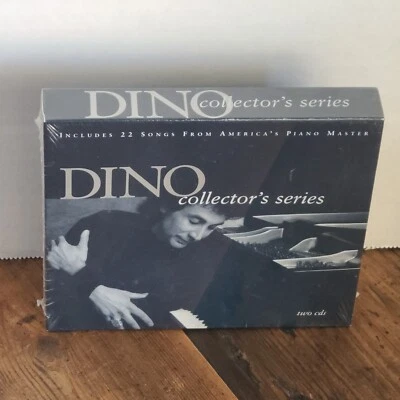 DINO collector's series
INCLUDES 22 SONGS FROM AMERICA'S PIANO MASTER
DINO
collector's series
two cds